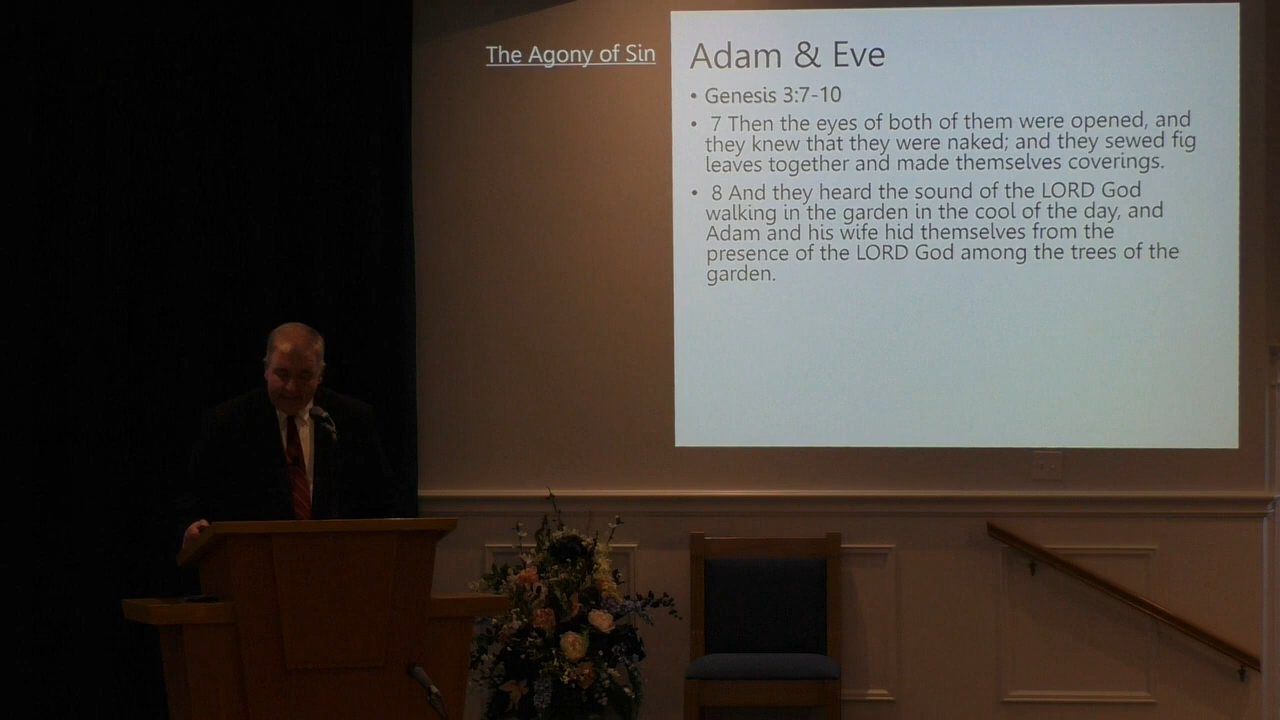 The Agony of Sin
Adam & Eve
• Genesis 3:7-10
• 7 Then the eyes of both of them were opened, and
they knew that they were naked; and they sewed fig
leaves together and made themselves coverings.
• 8 And they heard the sound of the LORD God
walking in the garden in the cool of the day, and
Adam and his wife hid themselves from the
presence of the LORD God among the trees of the
garden.